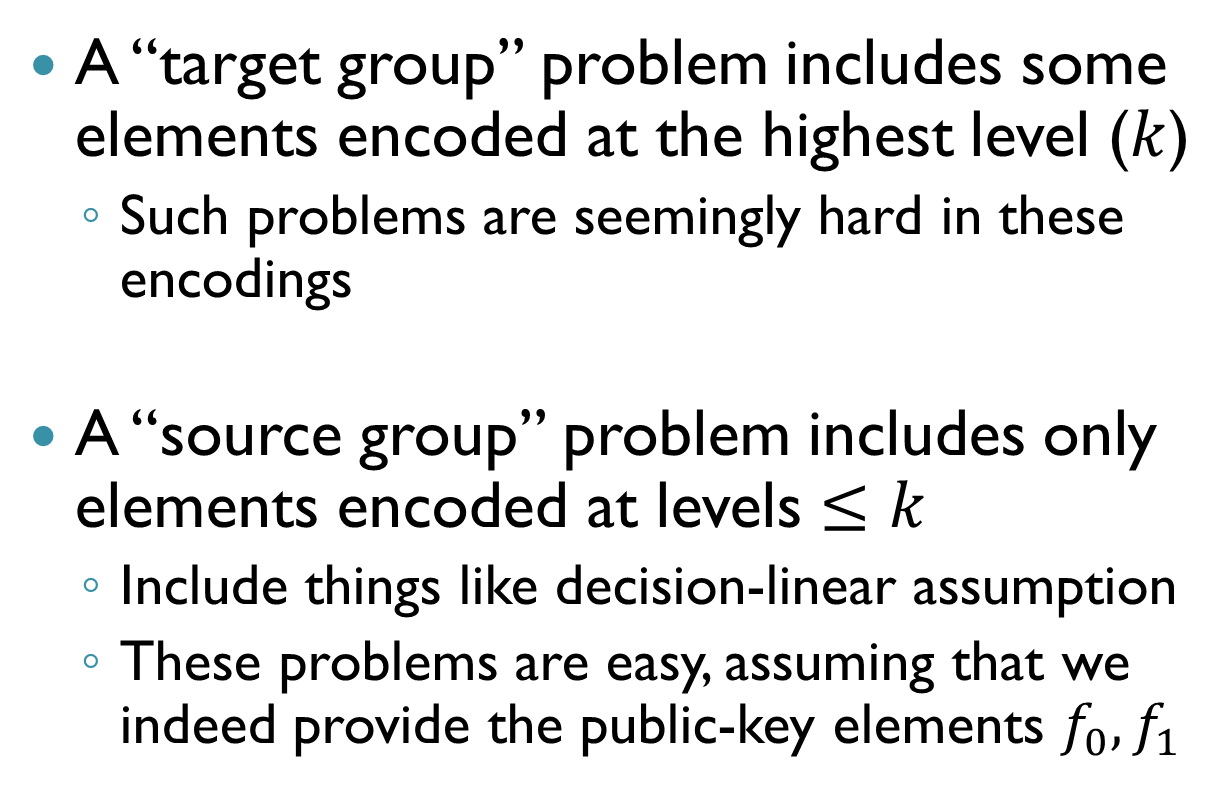 • A “target group” problem includes some
elements encoded at the highest level (k)
◦ Such problems are seemingly hard in these
encodings
• A “source group” problem includes only
elements encoded at levels ≤ k
◦ Include things like decision-linear assumption
◦ These problems are easy, assuming that we
indeed provide the public-key elements f₀, f₁